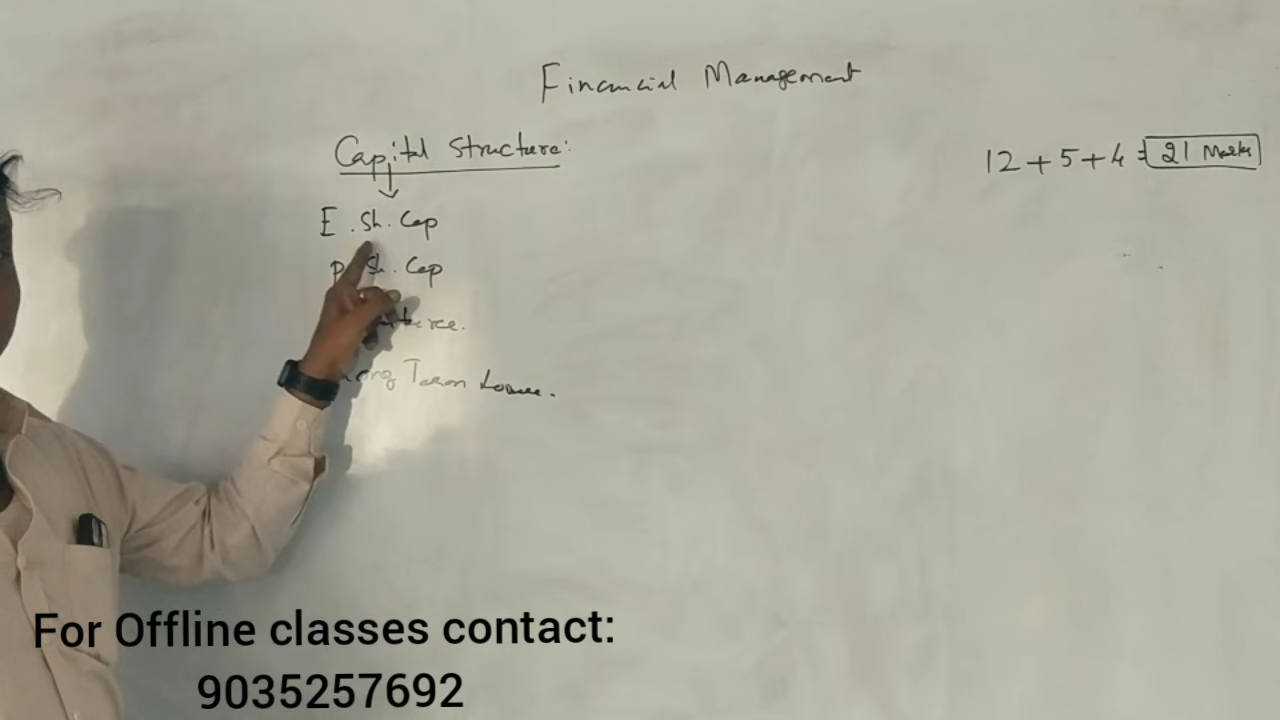 Financial Management
Capital Structure:
12 + 5 + 4 = 21 Marks
E. Sh. Cap
P. Sh. Cap
Term
For Offline classes contact:
9035257692